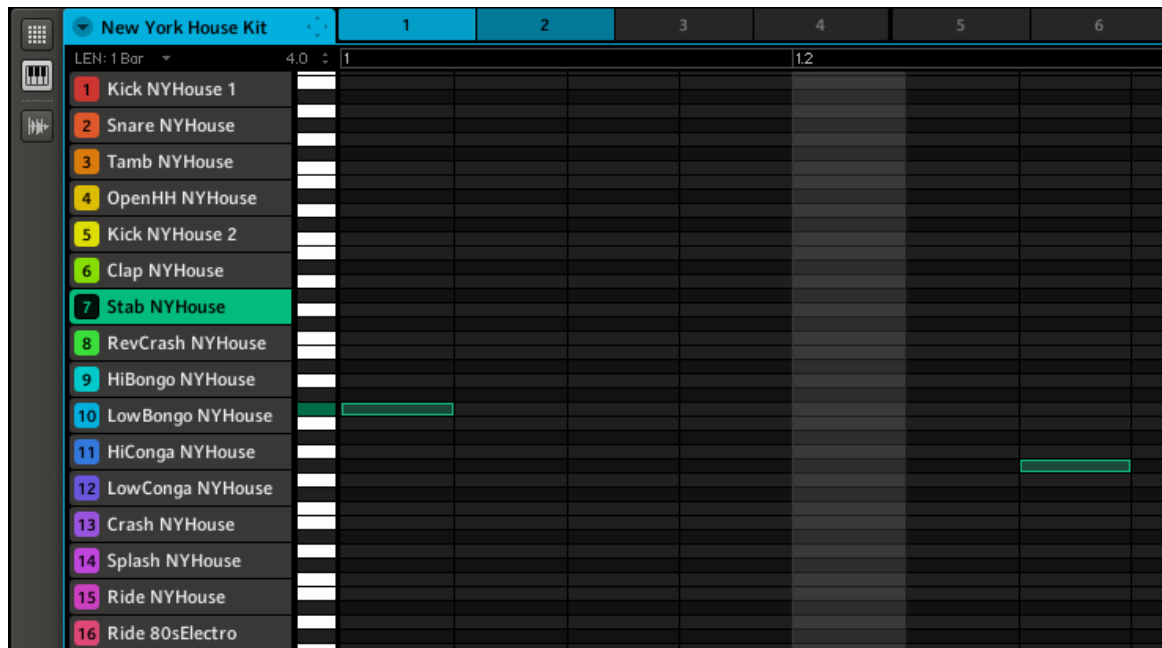 New York House Kit 1 2 3 4 5 6
LEN: 1 Bar 4.0 1 1.2
1 Kick NYHouse 1
2 Snare NYHouse
3 Tamb NYHouse
4 OpenHH NYHouse
5 Kick NYHouse 2
6 Clap NYHouse
7 Stab NYHouse
8 RevCrash NYHouse
9 HiBongo NYHouse
10 LowBongo NYHouse
11 HiConga NYHouse
12 LowConga NYHouse
13 Crash NYHouse
14 Splash NYHouse
15 Ride NYHouse
16 Ride 80sElectro